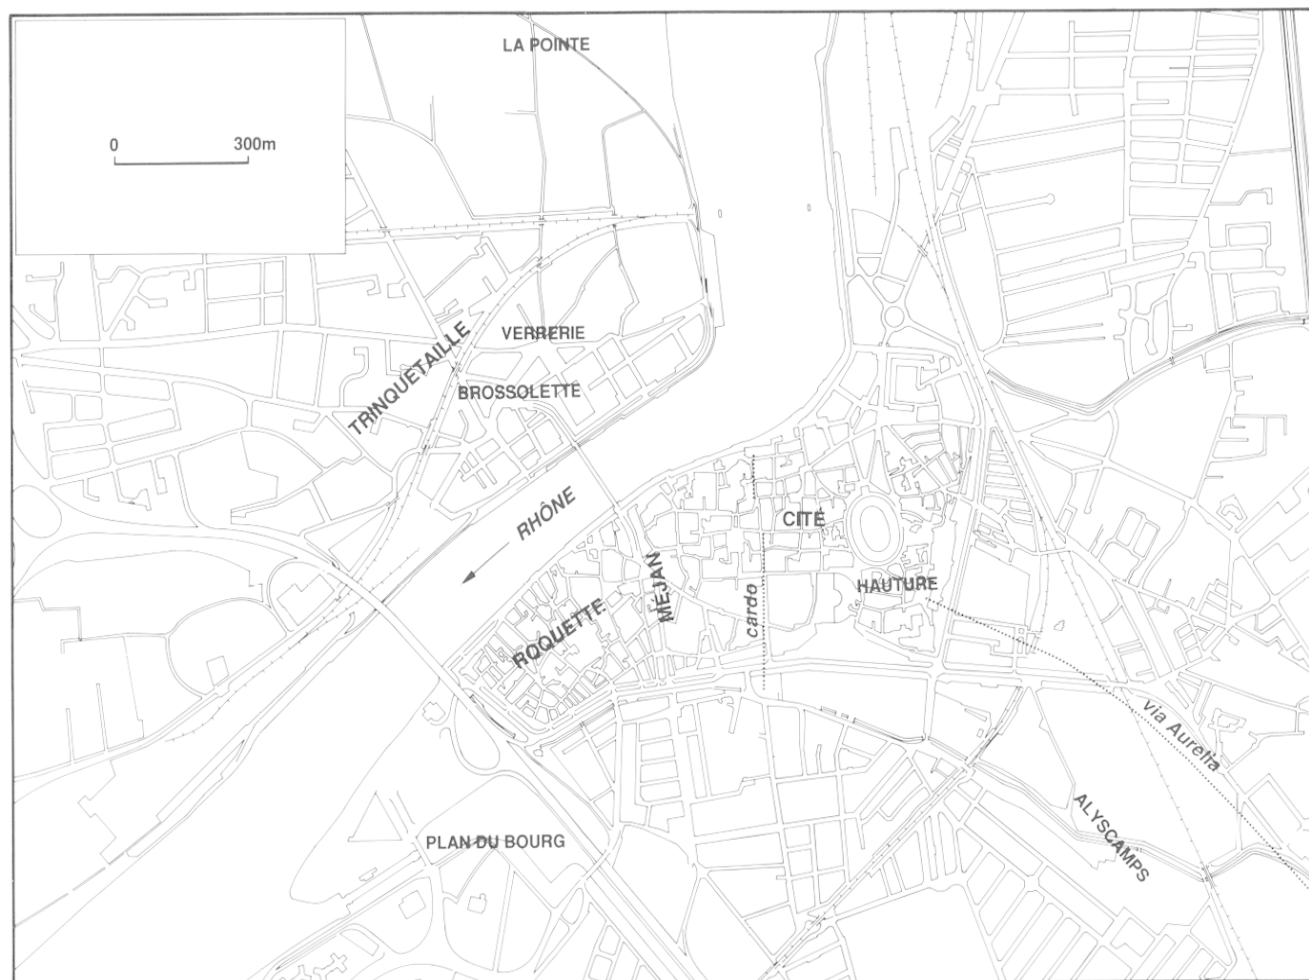 LA POINTE
0 300m
VERRERIE
TRINQUETAILLE
BROSSOLETTE
RHÔNE
CITÉ
MÉJAN
HAUTURE
cardo
ROQUETTE
via Aurelia
ALYSCAMPS
PLAN DU BOURG